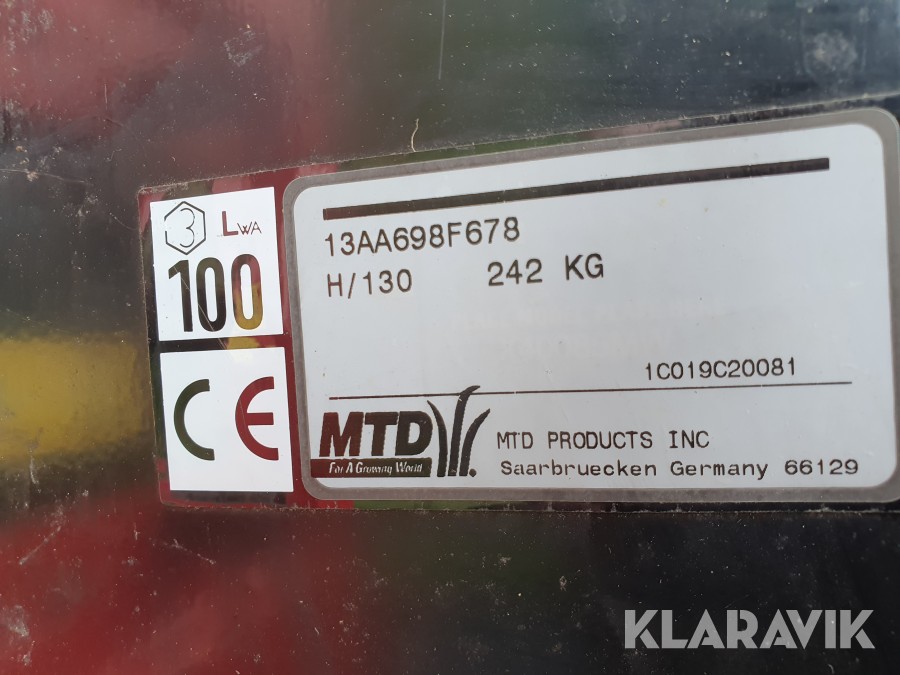 3 LWA
100
CE
13AA698F678
H/130 242 KG
1C019C20081
MTD
For A Growing World
MTD PRODUCTS INC
Saarbruecken Germany 66129
KLARAVIK